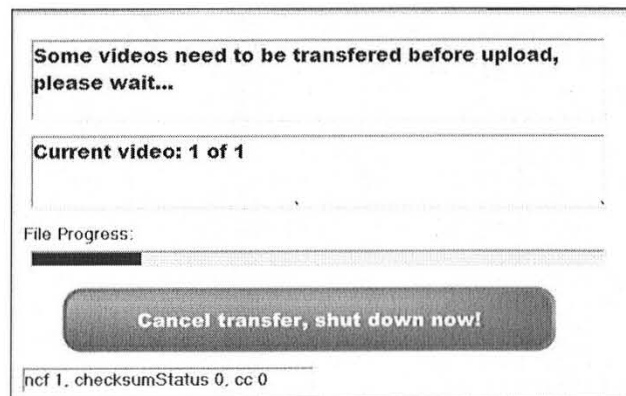 Some videos need to be transfered before upload,
please wait...
Current video: 1 of 1
File Progress:
Cancel transfer, shut down now!
ncf 1, checksumStatus 0, cc 0